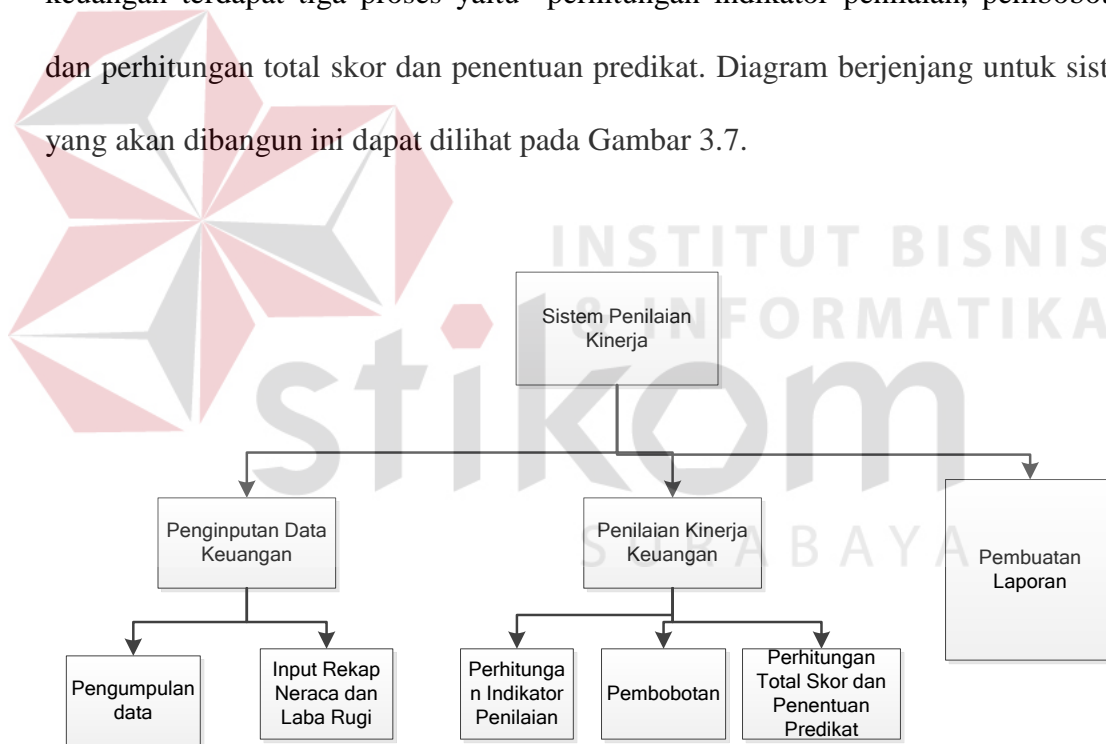 keuangan terdapat tiga proses yaitu perhitungan indikator penilaian, pembobot
dan perhitungan total skor dan penentuan predikat. Diagram berjenjang untuk sist
yang akan dibangun ini dapat dilihat pada Gambar 3.7.
INSTITUT BISNIS
& INFORMATIKA
stikom
SURABAYA
Sistem Penilaian
Kinerja
Penginputan Data
Keuangan
Penilaian Kinerja
Keuangan
Pembuatan
Laporan
Pengumpulan
data
Input Rekap
Neraca dan
Laba Rugi
Perhitunga
n Indikator
Penilaian
Pembobotan
Perhitungan
Total Skor dan
Penentuan
Predikat